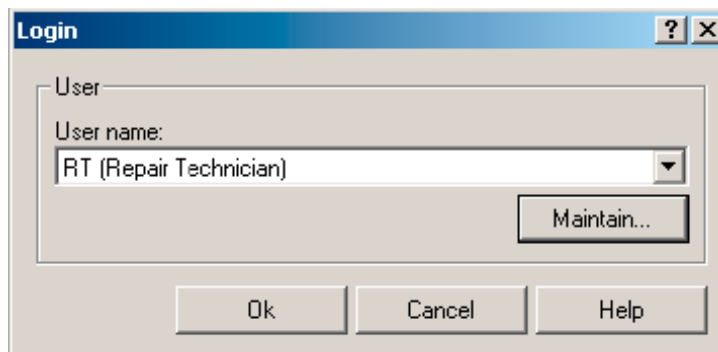 Login
User
User name:
RT (Repair Technician)
Maintain...
Ok Cancel Help